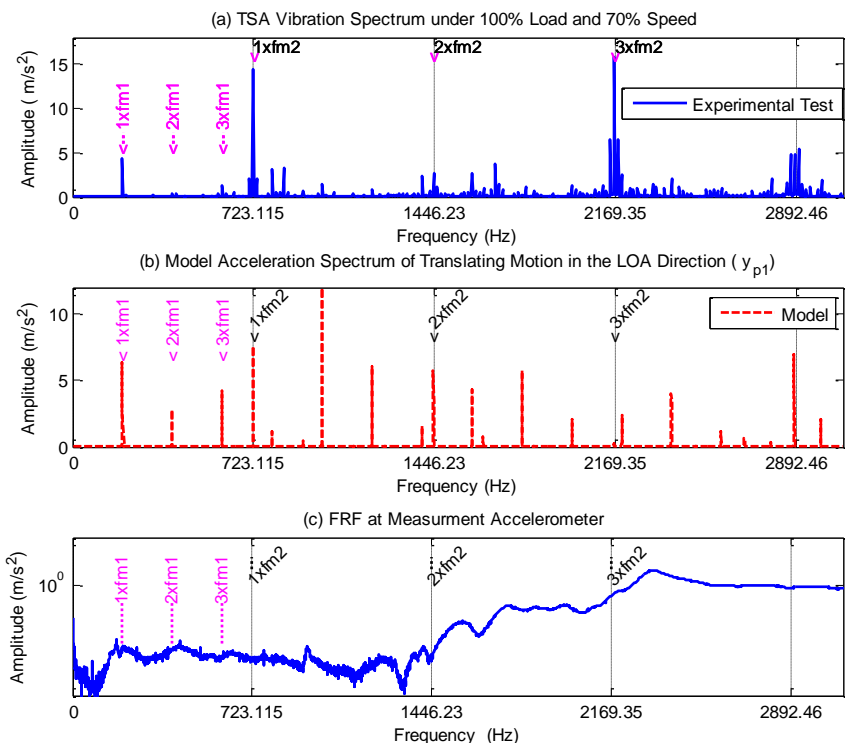 (a) TSA Vibration Spectrum under 100% Load and 70% Speed
Amplitude ( m/s²)
15
10
5
0
<·· 1xfm1
<·· 2xfm1
<·· 3xfm1
1xfm2
2xfm2
3xfm2
Experimental Test
0
723.115
1446.23
2169.35
2892.46
Frequency (Hz)
(b) Model Acceleration Spectrum of Translating Motion in the LOA Direction ( y_p1)
Amplitude (m/s²)
10
5
0
< 1xfm1
< 2xfm1
< 3xfm1
< 1xfm2
< 2xfm2
< 3xfm2
Model
0
723.115
1446.23
2169.35
2892.46
Frequency (Hz)
(c) FRF at Measurment Accelerometer
Amplitude (m/s²)
10⁰
1xfm1
2xfm1
3xfm1
1xfm2
2xfm2
3xfm2
0
723.115
1446.23
2169.35
2892.46
Frequency (Hz)